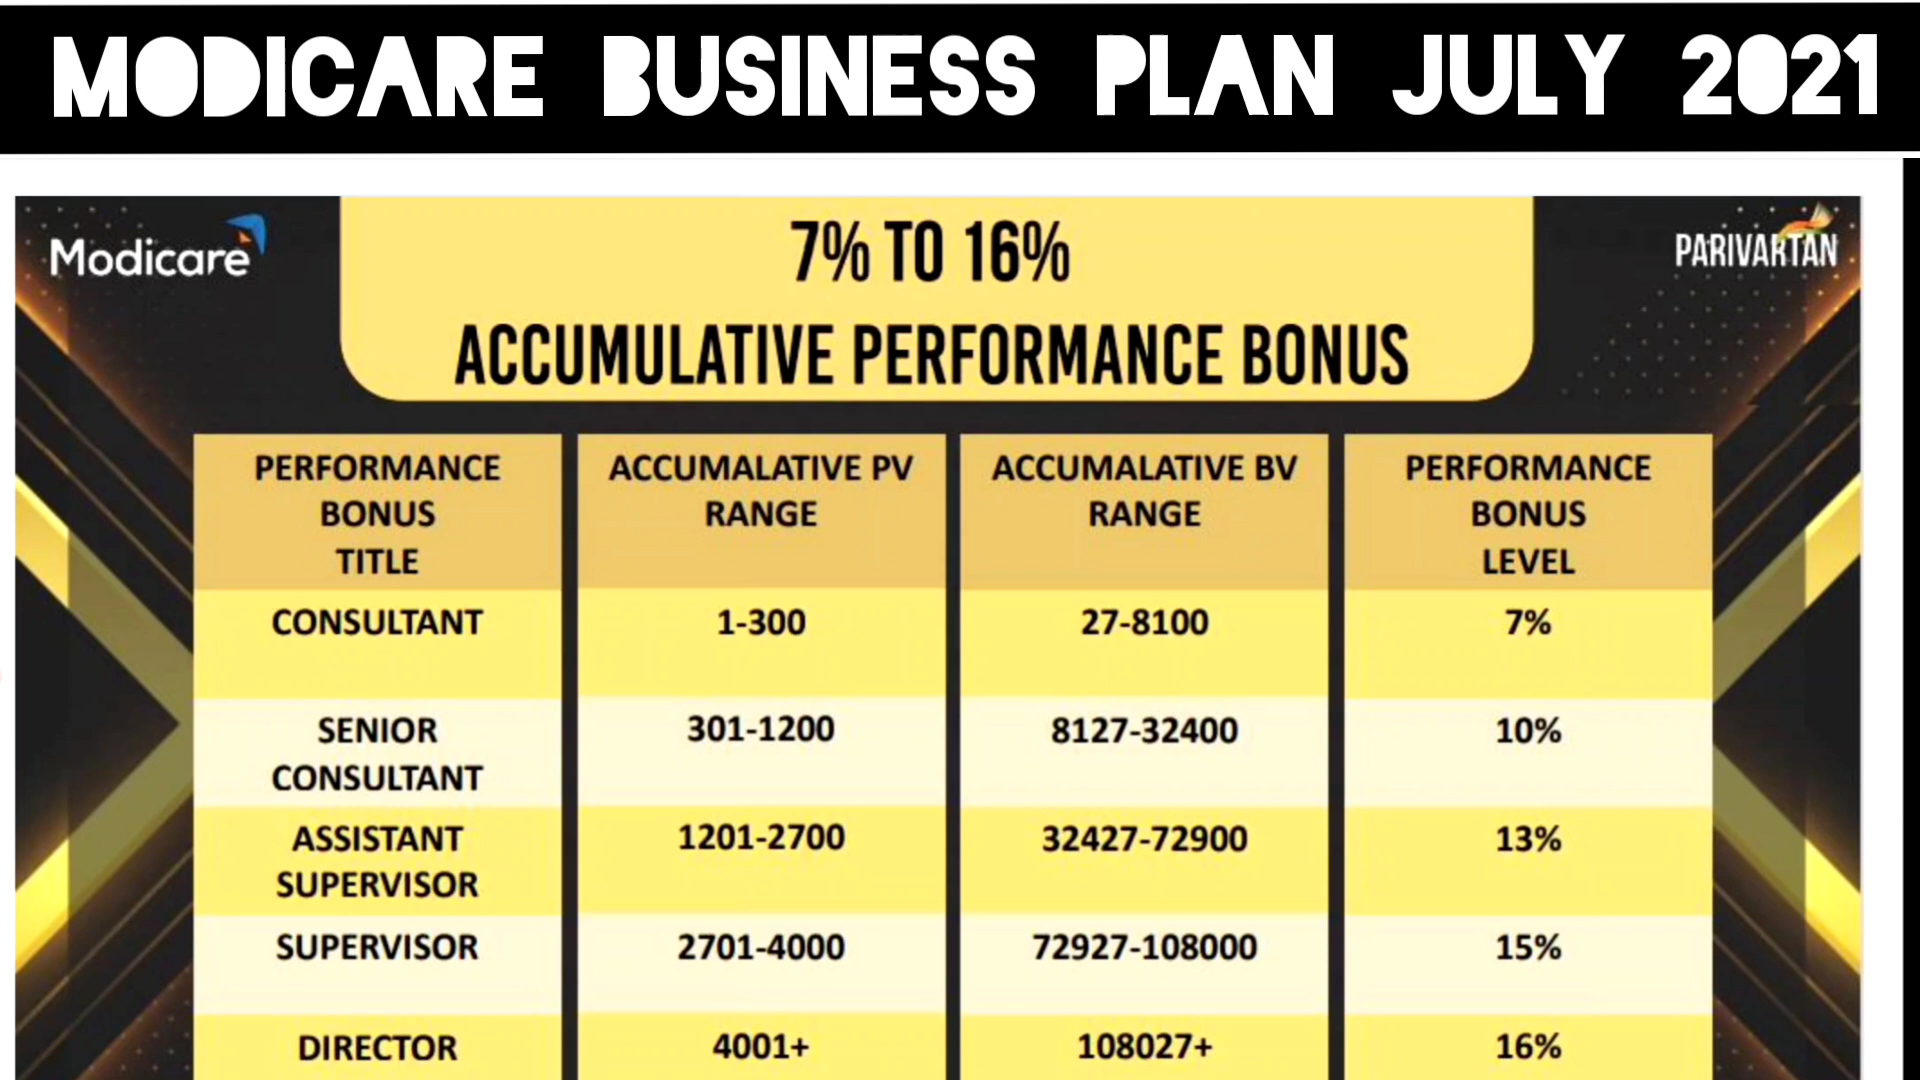 MODICARE BUSINESS PLAN JULY 2021
Modicare
PARIVARTAN
7% TO 16%
ACCUMULATIVE PERFORMANCE BONUS
PERFORMANCE
BONUS
TITLE
ACCUMALATIVE PV
RANGE
ACCUMALATIVE BV
RANGE
PERFORMANCE
BONUS
LEVEL
CONSULTANT
1-300
27-8100
7%
SENIOR
CONSULTANT
301-1200
8127-32400
10%
ASSISTANT
SUPERVISOR
1201-2700
32427-72900
13%
SUPERVISOR
2701-4000
72927-108000
15%
DIRECTOR
4001+
108027+
16%